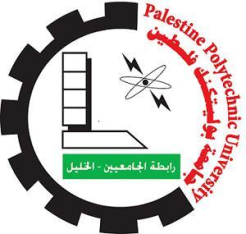 Palestine Polytechnic University
جامعة بوليتكنك فلسطين
رابطة الجامعيين - الخليل